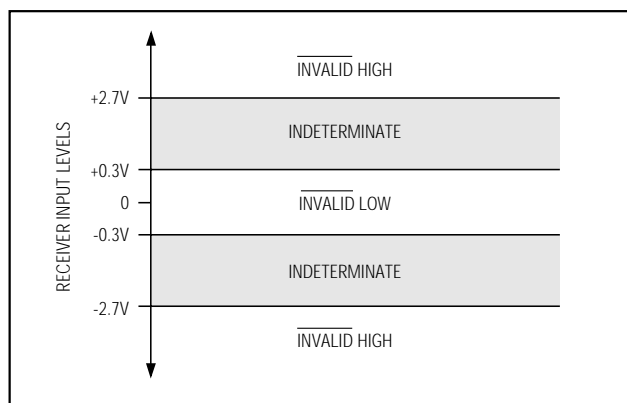 RECEIVER INPUT LEVELS
INVALID HIGH
+2.7V
INDETERMINATE
+0.3V
0
INVALID LOW
-0.3V
INDETERMINATE
-2.7V
INVALID HIGH